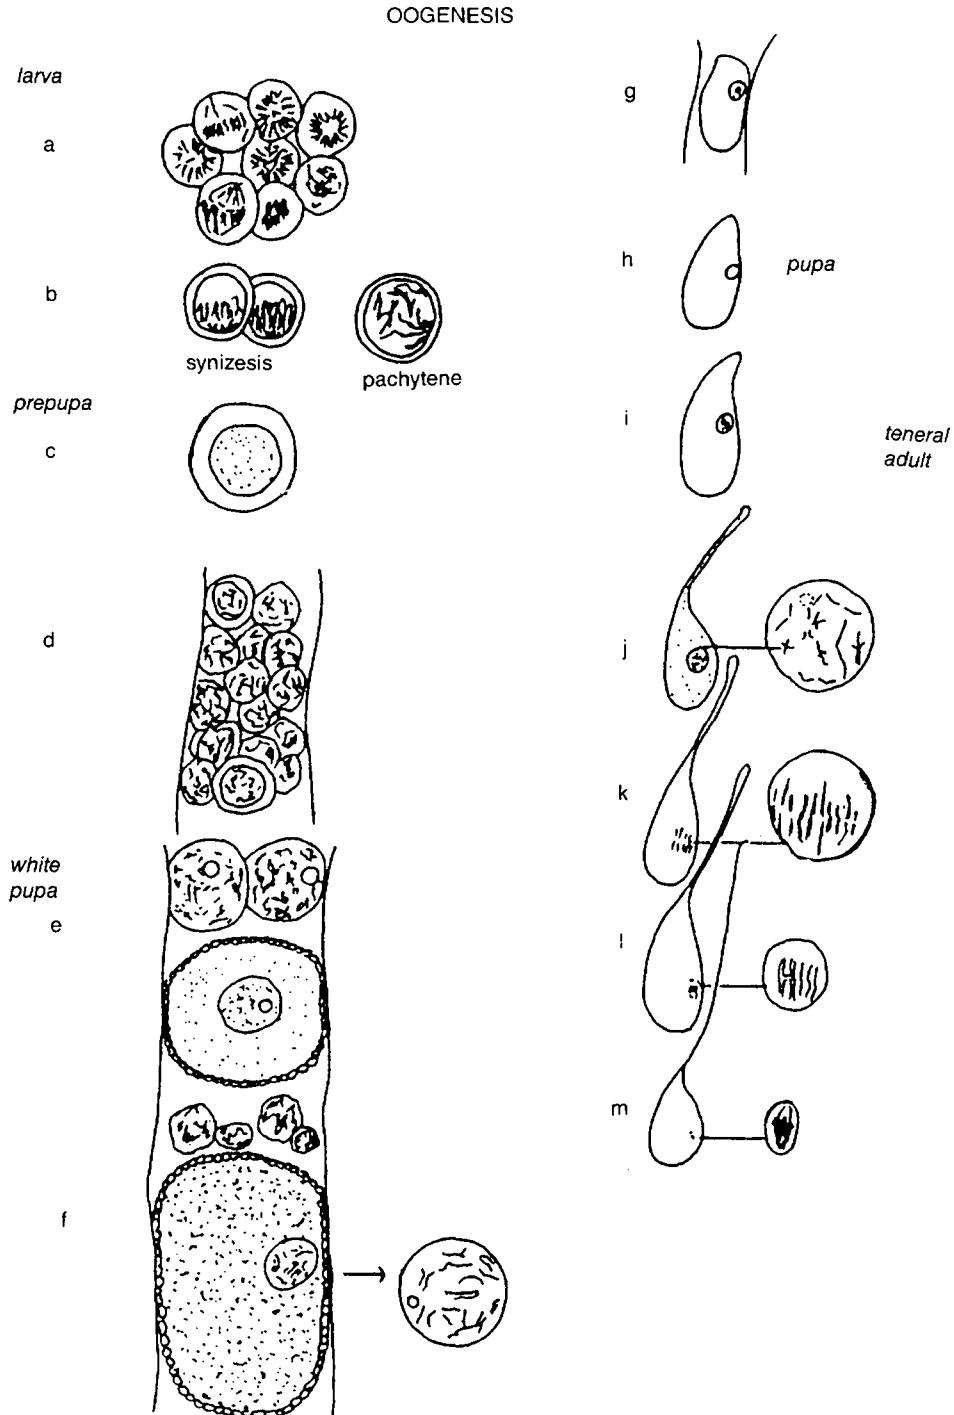 OOGENESIS
larva
a
b
synizesis
pachytene
prepupa
c
d
white
pupa
e
f
g
h
pupa
i
teneral
adult
j
k
l
m